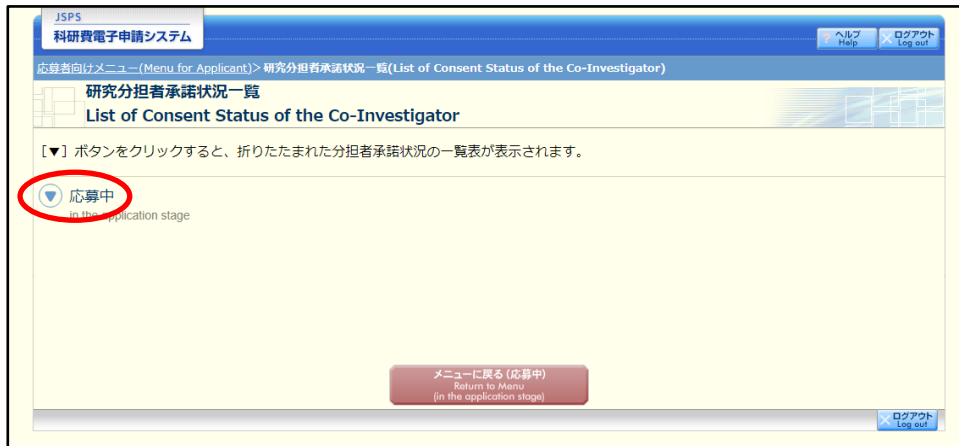 JSPS
科研費電子申請システム
? ヘルプ Help
ログアウト Log out
応募者向けメニュー(Menu for Applicant)>研究分担者承諾状況一覧(List of Consent Status of the Co-Investigator)
研究分担者承諾状況一覧
List of Consent Status of the Co-Investigator
[▼] ボタンをクリックすると、折りたたまれた分担者承諾状況の一覧表が表示されます。
▼ 応募中
in the application stage
メニューに戻る(応募中)
Return to Menu
(in the application stage)
ログアウト
Log out